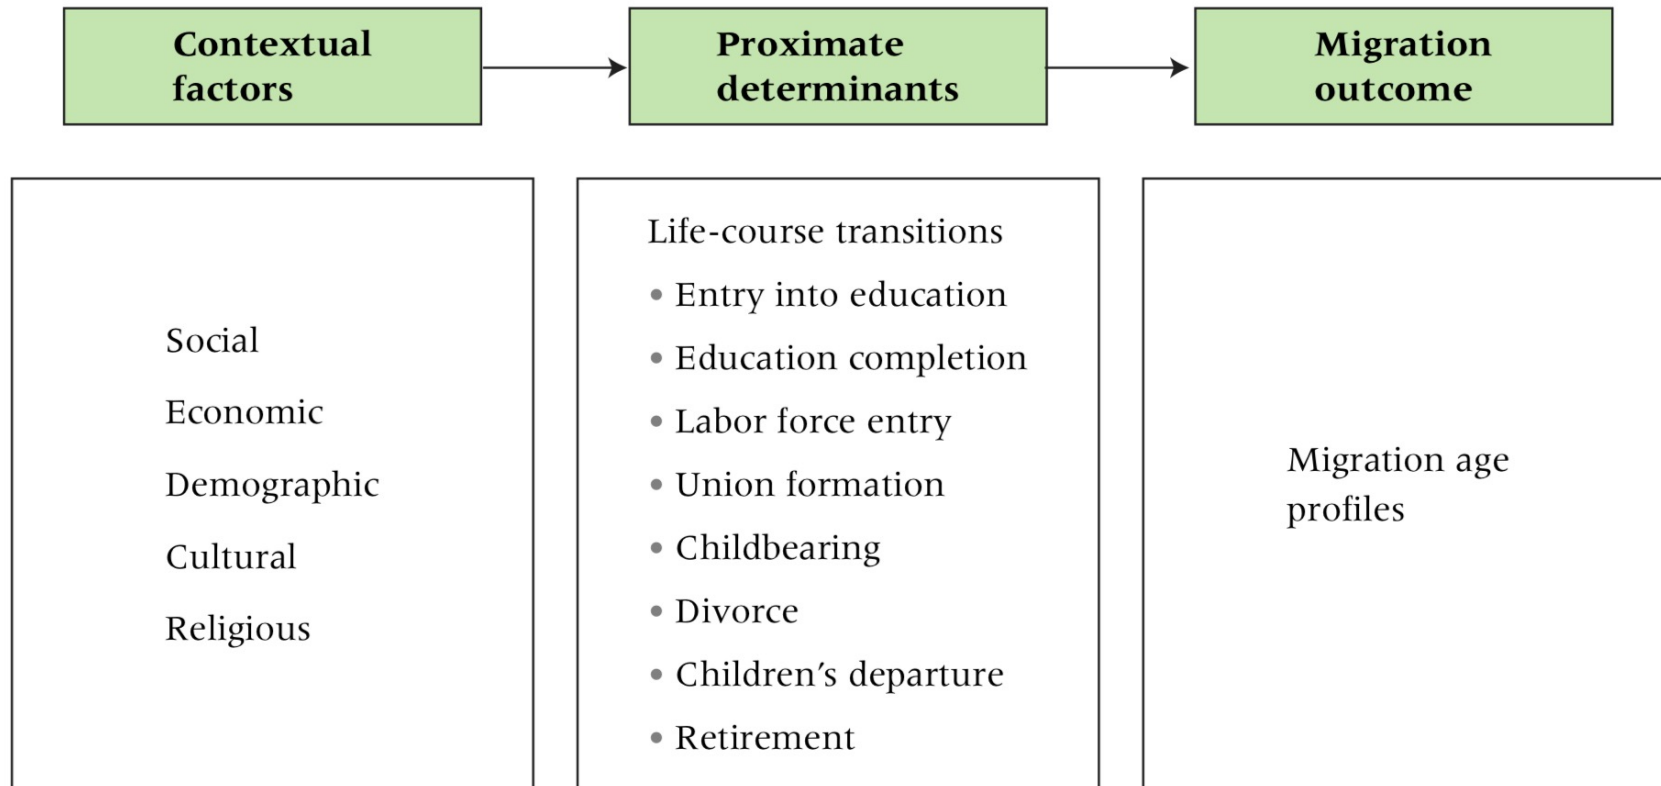 Contextual
factors
Proximate
determinants
Migration
outcome
Social
Economic
Demographic
Cultural
Religious
Life-course transitions
• Entry into education
• Education completion
• Labor force entry
• Union formation
• Childbearing
• Divorce
• Children’s departure
• Retirement
Migration age
profiles